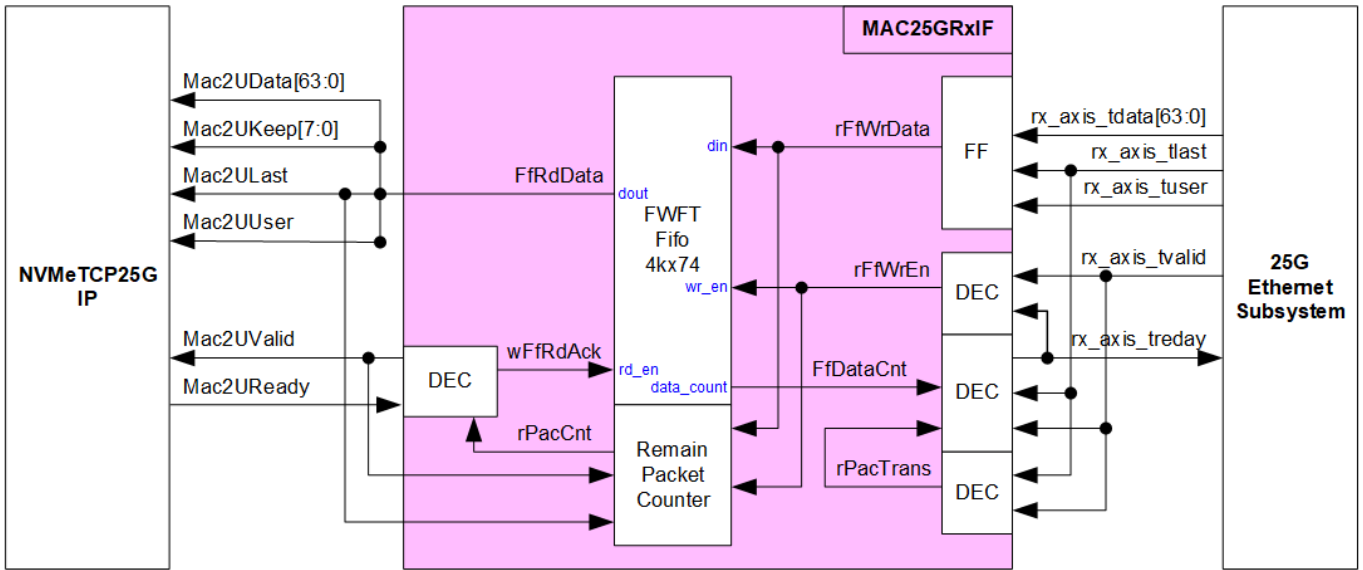 MAC25GRxIF
Mac2UData[63:0]
Mac2UKeep[7:0]
Mac2ULast
Mac2UUser
NVMeTCP25G
IP
Mac2UValid
Mac2UReady
FfRdData
DEC
wFfRdAck
rPacCnt
din
dout
FWFT
Fifo
4kx74
wr_en
rd_en
data_count
Remain
Packet
Counter
rFfWrData
rFfWrEn
FfDataCnt
rPacTrans
FF
DEC
DEC
DEC
rx_axis_tdata[63:0]
rx_axis_tlast
rx_axis_tuser
rx_axis_tvalid
rx_axis_treday
25G
Ethernet
Subsystem